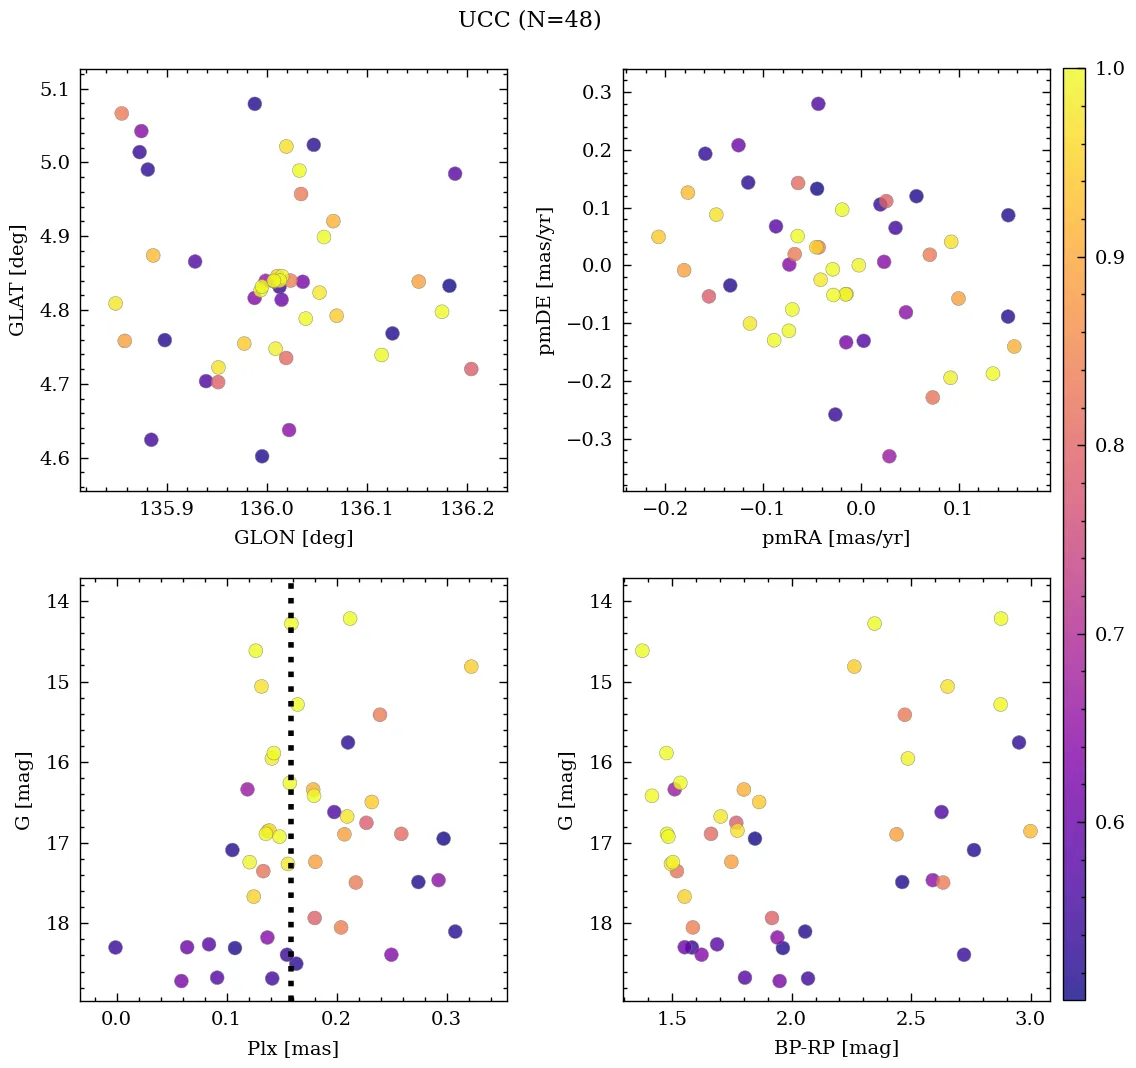 UCC (N=48)
5.1
5.0
4.9
4.8
4.7
4.6
GLAT [deg]
135.9 136.0 136.1 136.2
GLON [deg]
0.3
0.2
0.1
0.0
−0.1
−0.2
−0.3
pmDE [mas/yr]
−0.2 −0.1 0.0 0.1
pmRA [mas/yr]
14
15
16
17
18
G [mag]
0.0 0.1 0.2 0.3
Plx [mas]
14
15
16
17
18
G [mag]
1.5 2.0 2.5 3.0
BP-RP [mag]
1.0
0.9
0.8
0.7
0.6